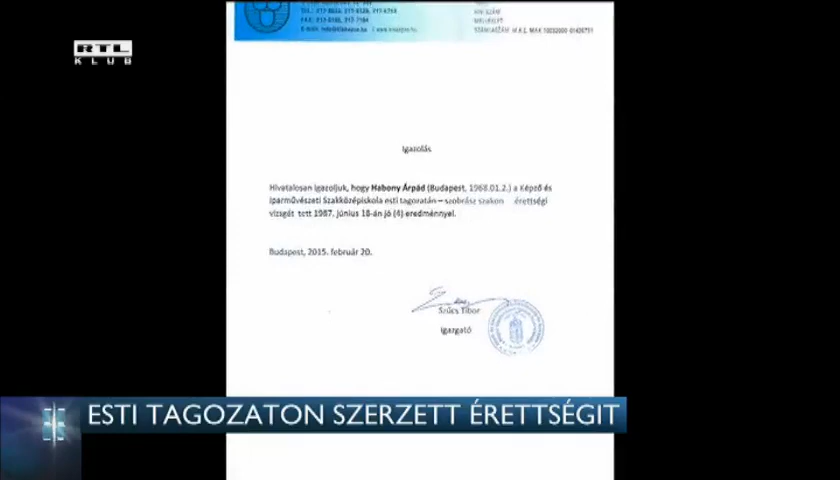 RTL
KLUB
Igazolás
Hivatalosan igazoljuk, hogy Habony Árpád (Budapest, 1968.01.2.) a Képző és
Iparművészeti Szakközépiskola esti tagoratán – szobrász szakon érettségi
vizsgát tett 1987. június 18-án jó (4) eredménnyel.
Budapest, 2015. február 20.
Szűcs Tibor
Igazgató
ESTI TAGOZATON SZERZETT ÉRETTSÉGIT